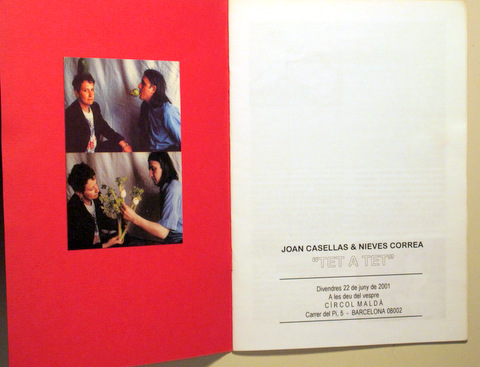 JOAN CASELLAS & NIEVES CORREA
"TET A TET"
Divendres 22 de juny de 2001
A les deu del vespre
CÍRCOL MALDÀ
Carrer del Pi, 5 - BARCELONA 08002